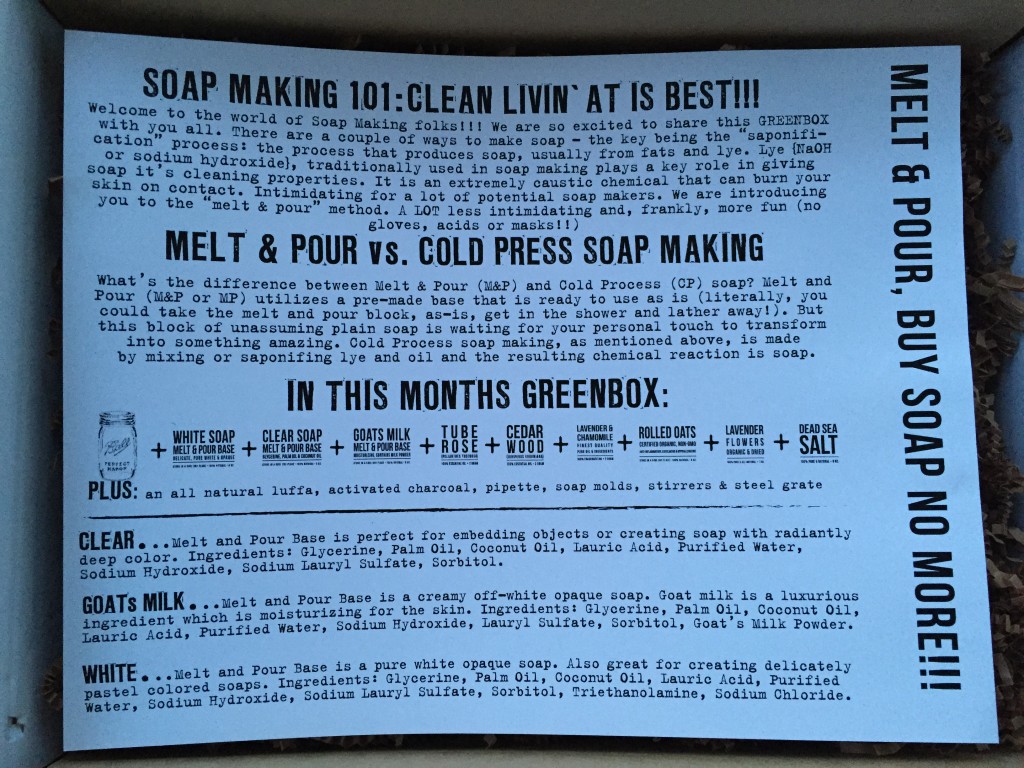 SOAP MAKING 101:CLEAN LIVIN`AT IS BEST!!!
Welcome to the world of Soap Making folks!!! We are so excited to share this GREENBOX
with you all. There are a couple of ways to make soap - the key being the "saponifi-
cation" process: the process that produces soap, usually from fats and lye. Lye {NaOH
or sodium hydroxide}, traditionally used in soap making plays a key role in giving
soap it's cleaning properties. It is an extremely caustic chemical that can burn your
skin on contact. Intimidating for a lot of potential soap makers. We are introducing
you to the "melt & pour" method. A LOT less intimidating and, frankly, more fun (no
gloves, acids or masks!!)
MELT & POUR vs. COLD PRESS SOAP MAKING
What's the difference between Melt & Pour (M&P) and Cold Process (CP) soap? Melt and
Pour (M&P or MP) utilizes a pre-made base that is ready to use as is (literally, you
could take the melt and pour block, as-is, get in the shower and lather away!). But
this block of unassuming plain soap is waiting for your personal touch to transform
into something amazing. Cold Process soap making, as mentioned above, is made
by mixing or saponifing lye and oil and the resulting chemical reaction is soap.
IN THIS MONTHS GREENBOX:
Ball
PERFECT
MASON
+ WHITE SOAP
MELT & POUR BASE
+ CLEAR SOAP
MELT & POUR BASE
+ GOATS MILK
MELT & POUR BASE
+ TUBE
ROSE
+ CEDAR
WOOD
+ LAVENDER &
CHAMOMILE
FINEST QUALITY
+ ROLLED OATS
CERTIFIED ORGANIC, NON-GMO
+ LAVENDER
FLOWERS
ORGANIC & DRIED
+ DEAD SEA
SALT
PLUS: an all natural luffa, activated charcoal, pipette, soap molds, stirrers & steel grate
CLEAR...Melt and Pour Base is perfect for embedding objects or creating soap with radiantly
deep color. Ingredients: Glycerine, Palm Oil, Coconut Oil, Lauric Acid, Purified Water,
Sodium Hydroxide, Sodium Lauryl Sulfate, Sorbitol.
GOATs MILK...Melt and Pour Base is a creamy off-white opaque soap. Goat milk is a luxurious
ingredient which is moisturizing for the skin. Ingredients: Glycerine, Palm Oil, Coconut Oil,
Lauric Acid, Purified Water, Sodium Hydroxide, Lauryl Sulfate, Sorbitol, Goat's Milk Powder.
WHITE...Melt and Pour Base is a pure white opaque soap. Also great for creating delicately
pastel colored soaps. Ingredients: Glycerine, Palm Oil, Coconut Oil, Lauric Acid, Purified
Water, Sodium Hydroxide, Sodium Lauryl Sulfate, Sorbitol, Triethanolamine, Sodium Chloride.
MELT & POUR, BUY SOAP NO MORE!!!